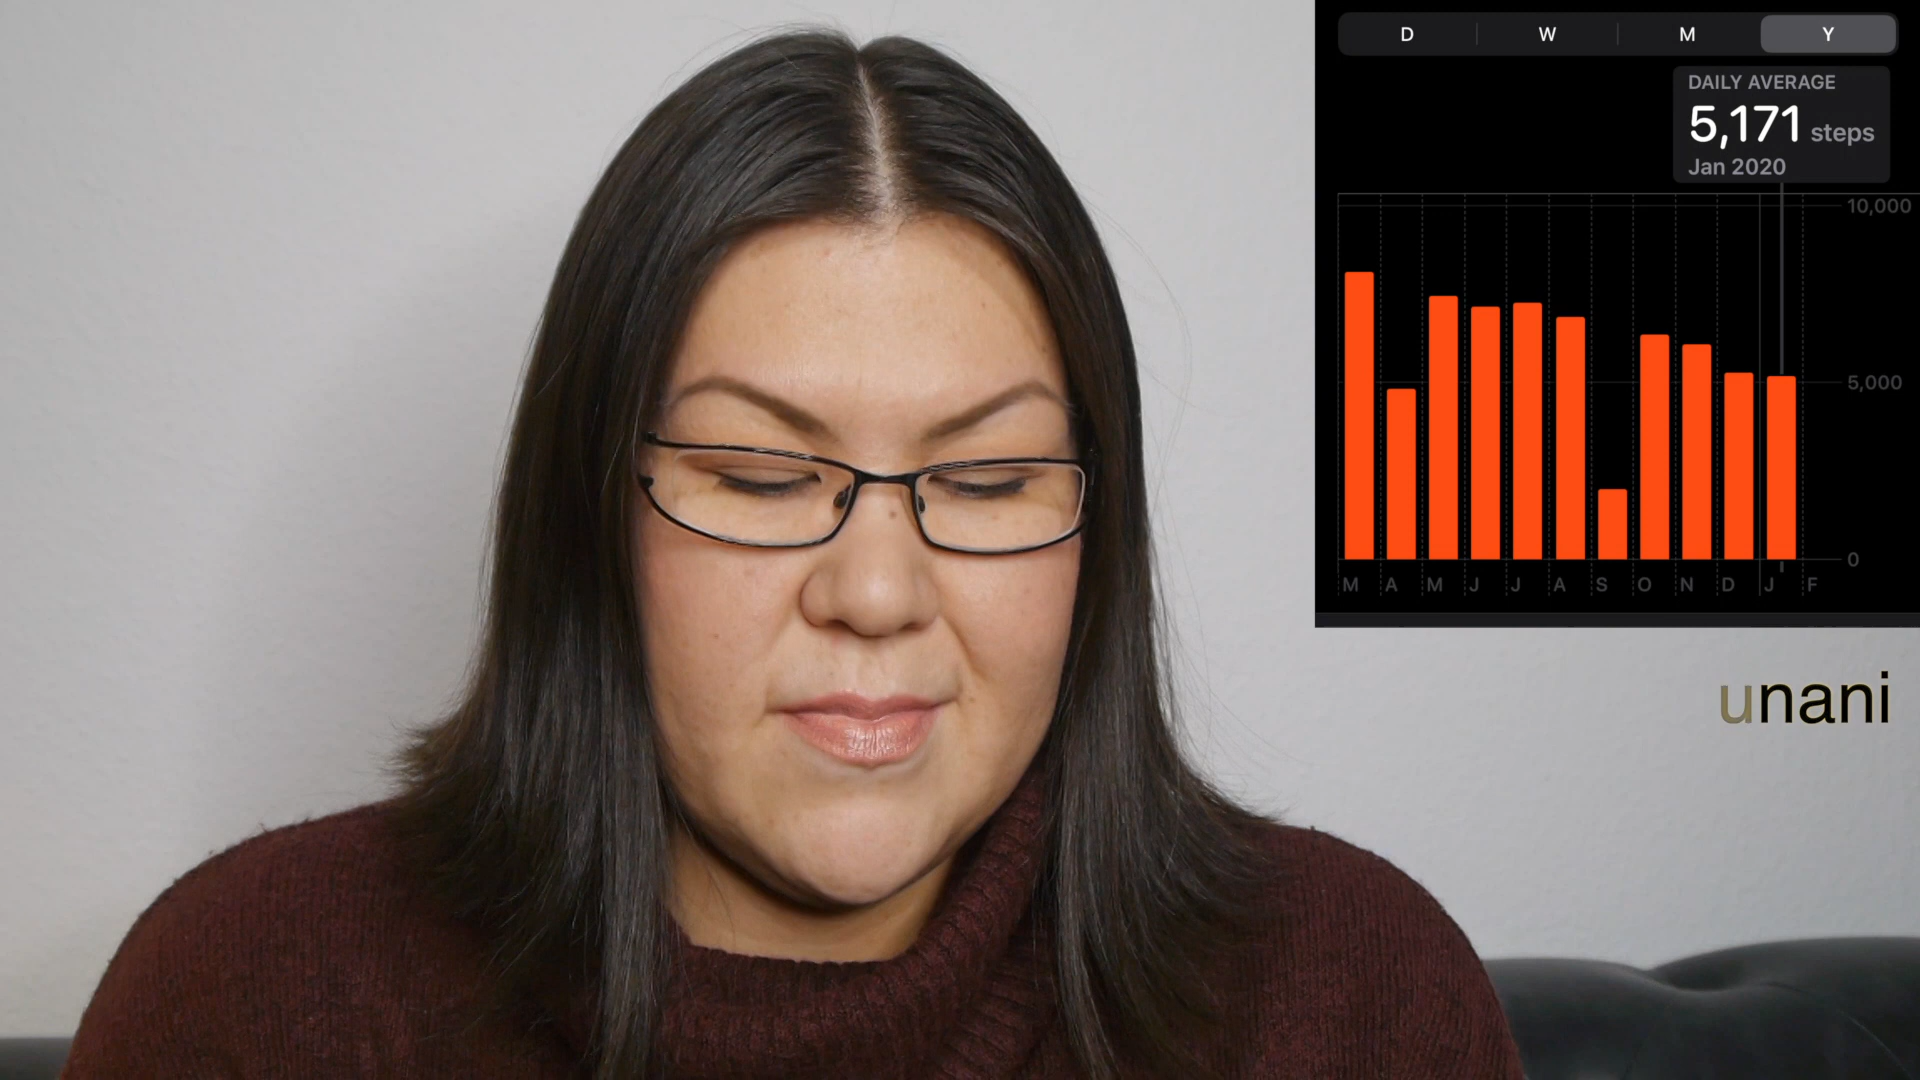 D W M Y
DAILY AVERAGE
5,171 steps
Jan 2020
10,000
5,000
0
M A M J J A S O N D J F
unani